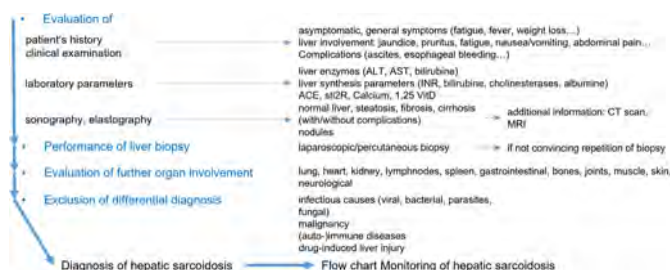 Evaluation of
patient's history
clinical examination
asymptomatic, general symptoms (fatigue, fever, weight loss...)
liver involvement: jaundice, pruritus, fatigue, nausea/vomiting, abdominal pain...
Complications (ascites, esophageal bleeding...)
laboratory parameters
liver enzymes (ALT, AST, bilirubine)
liver synthesis parameters (INR, bilirubine, cholinesterases, albumine)
ACE, sIl2R, Calcium, 1,25 VitD
sonography, elastography
normal liver, steatosis, fibrosis, cirrhosis
(with/without complications)
nodules
additional information: CT scan,
MRI
Performance of liver biopsy
laparoscopic/percutaneous biopsy
If not convincing repetition of biopsy
Evaluation of further organ involvement
lung, heart, kidney, lymphnodes, spleen, gastrointestinal, bones, joints, muscle, skin,
neurological
Exclusion of differential diagnosis
infectious causes (viral, bacterial, parasites,
fungal)
malignancy
(auto-)immune diseases
drug-induced liver injury
Diagnosis of hepatic sarcoidosis
Flow chart Monitoring of hepatic sarcoidosis